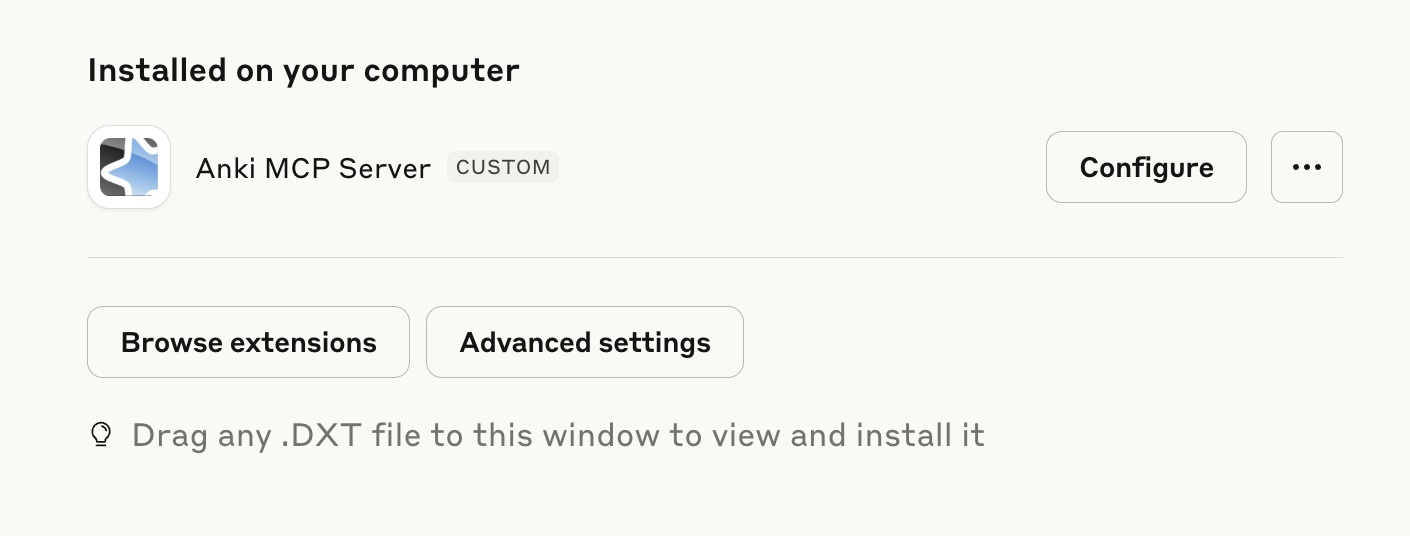 Installed on your computer
Anki MCP Server CUSTOM Configure ...
Browse extensions Advanced settings
Drag any .DXT file to this window to view and install it